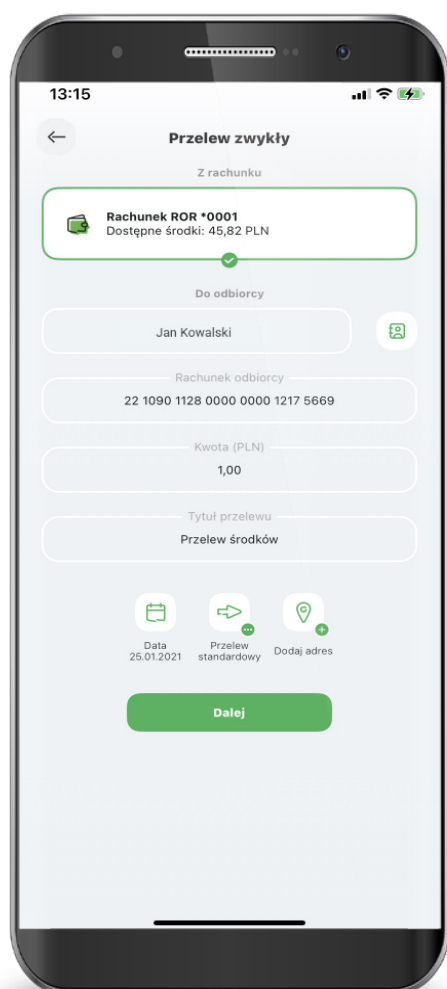 13:15
Przelew zwykły
Z rachunku
Rachunek ROR *0001
Dostępne środki: 45,82 PLN
Do odbiorcy
Jan Kowalski
Rachunek odbiorcy
22 1090 1128 0000 0000 1217 5669
Kwota (PLN)
1,00
Tytuł przelewu
Przelew środków
Data
25.01.2021
Przelew
standardowy
Dodaj adres
Dalej